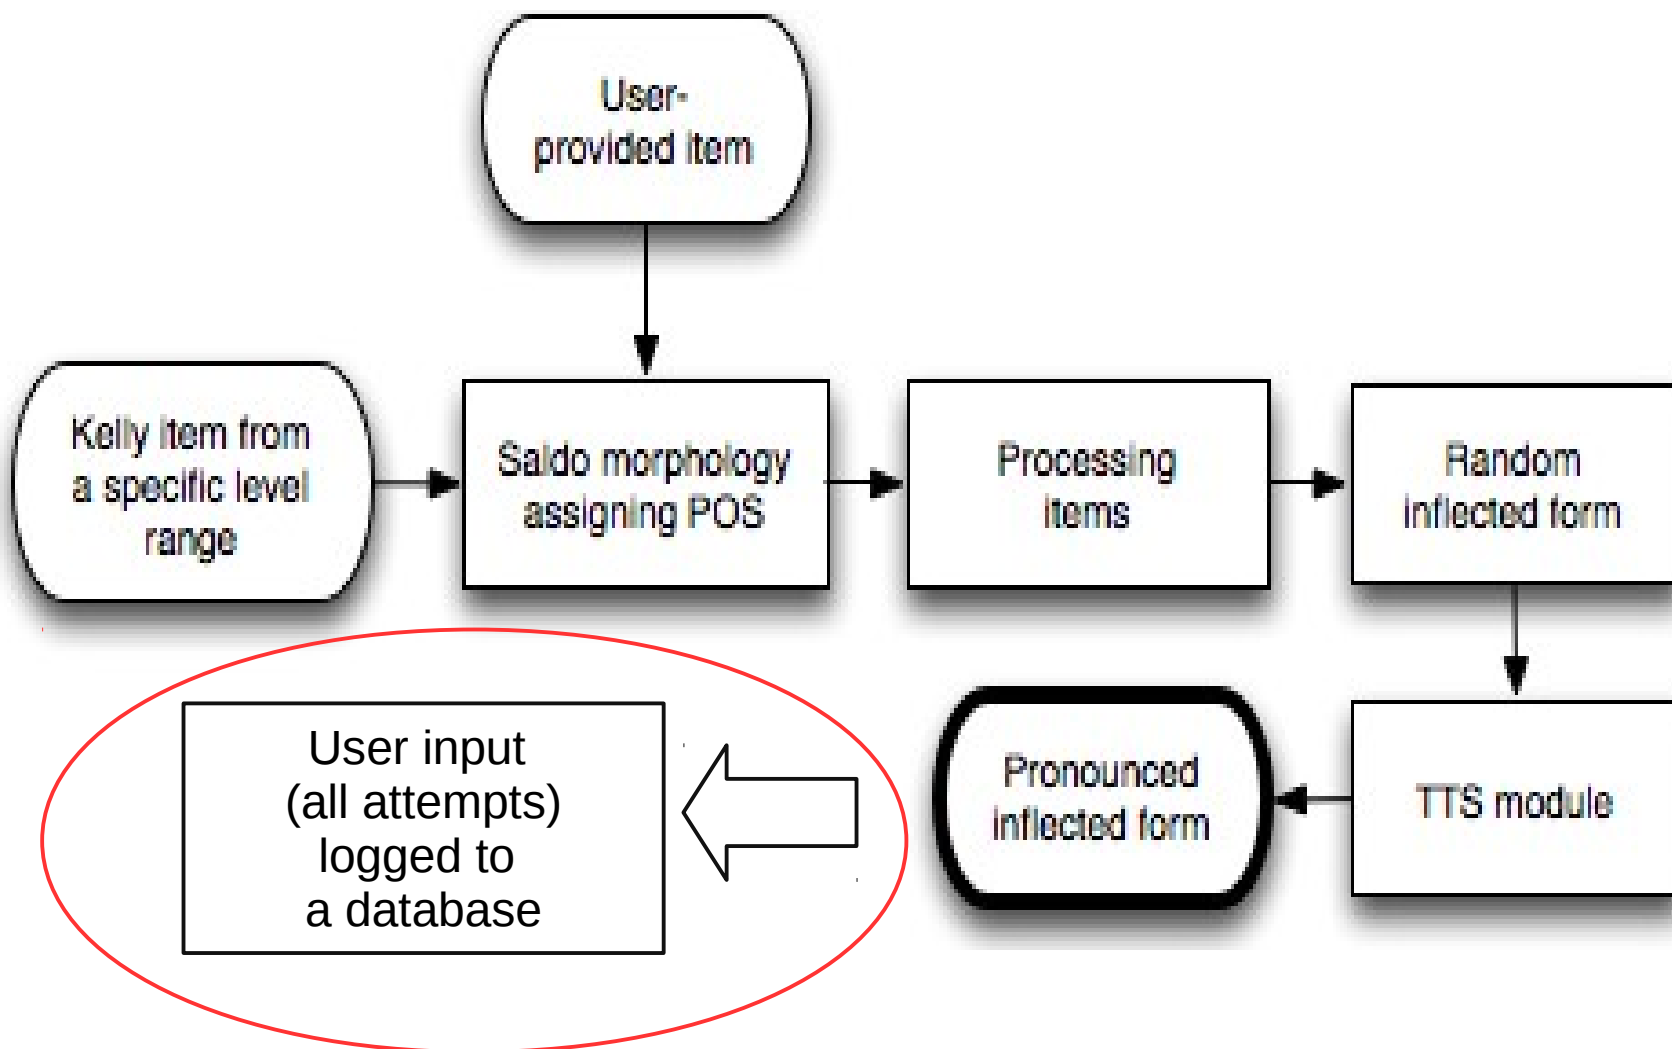 User-
provided item
Kelly item from
a specific level
range
Saldo morphology
assigning POS
Processing
items
Random
inflected form
User input
(all attempts)
logged to
a database
Pronounced
inflected form
TTS module